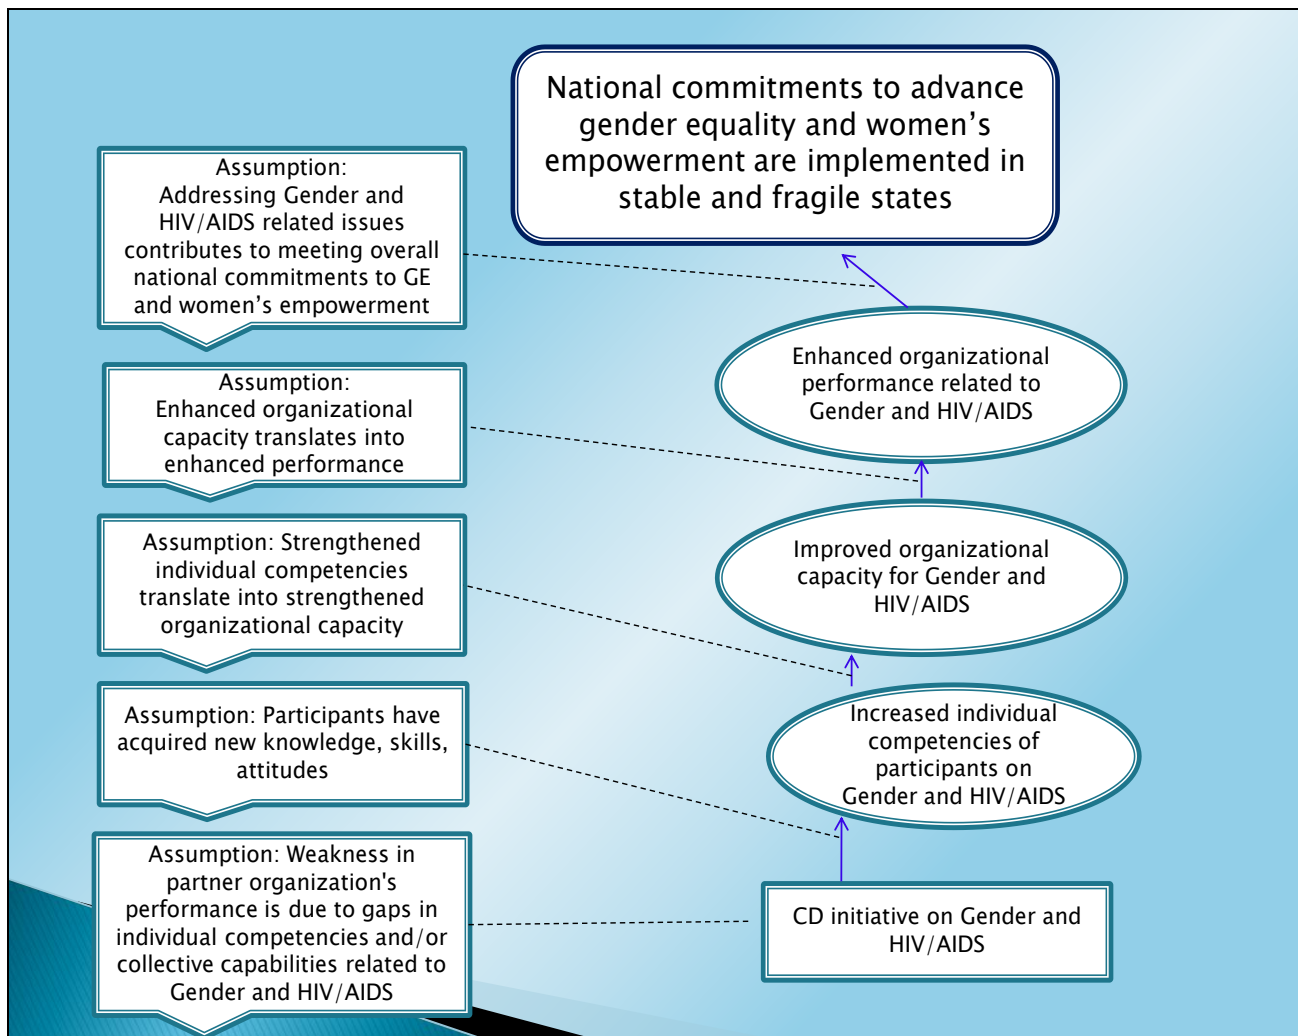 National commitments to advance
gender equality and women’s
empowerment are implemented in
stable and fragile states
Assumption:
Addressing Gender and
HIV/AIDS related issues
contributes to meeting overall
national commitments to GE
and women’s empowerment
Enhanced organizational
performance related to
Gender and HIV/AIDS
Assumption:
Enhanced organizational
capacity translates into
enhanced performance
Assumption: Strengthened
individual competencies
translate into strengthened
organizational capacity
Improved organizational
capacity for Gender and
HIV/AIDS
Assumption: Participants have
acquired new knowledge, skills,
attitudes
Increased individual
competencies of
participants on
Gender and HIV/AIDS
Assumption: Weakness in
partner organization's
performance is due to gaps in
individual competencies and/or
collective capabilities related to
Gender and HIV/AIDS
CD initiative on Gender and
HIV/AIDS